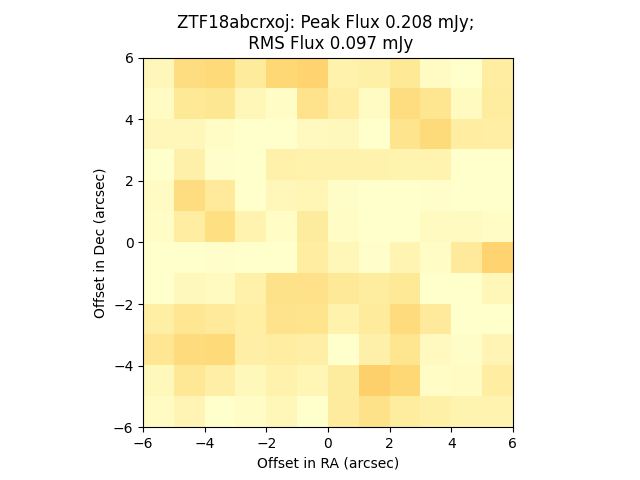 ZTF18abcrxoj: Peak Flux 0.208 mJy;
RMS Flux 0.097 mJy
6
4
2
0
−2
−4
−6
Offset in Dec (arcsec)
−6 −4 −2 0 2 4 6
Offset in RA (arcsec)